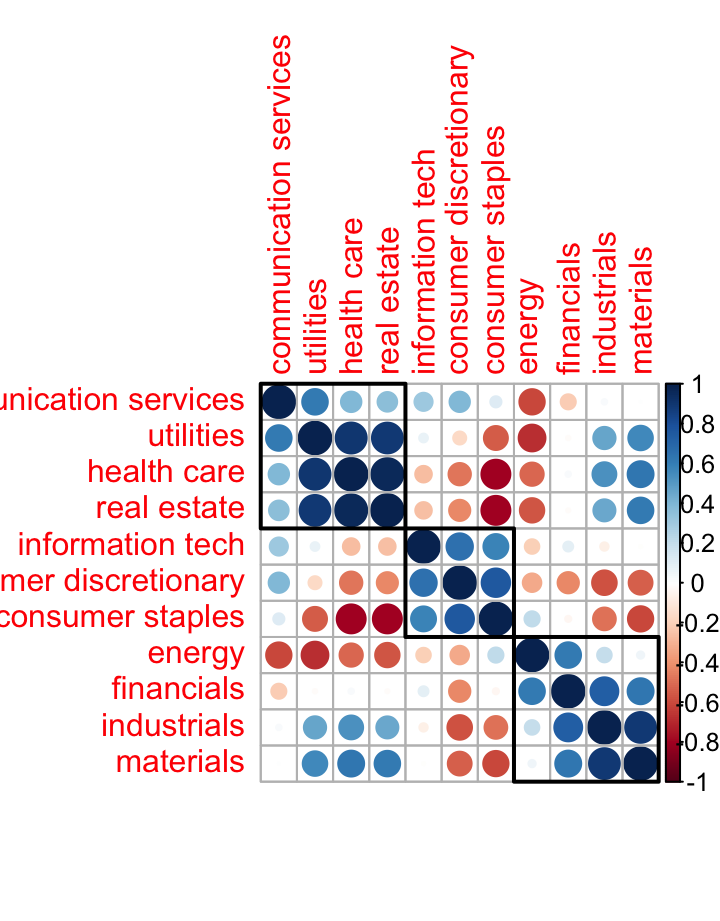 communication services
utilities
health care
real estate
information tech
consumer discretionary
consumer staples
energy
financials
industrials
materials
unication services
utilities
health care
real estate
information tech
mer discretionary
consumer staples
energy
financials
industrials
materials
1
0.8
0.6
0.4
0.2
0
-0.2
-0.4
-0.6
-0.8
-1